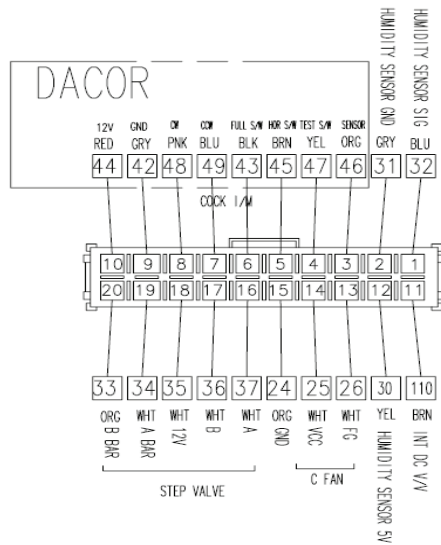 HUMIDITY SENSOR GND
HUMIDITY SENSOR SIG
DACOR
12V GND CW CCW FULL S/W HOR S/W TEST S/W SENSOR
RED GRY PNK BLU BLK BRN YEL ORG GRY BLU
44 42 48 49 43 45 47 46 31 32
COCK I/M
10 9 8 7 6 5 4 3 2 1
20 19 18 17 16 15 14 13 12 11
33 34 35 36 37 24 25 26 30 110
ORG WHT WHT WHT WHT ORG WHT WHT YEL BRN
B BAR A BAR 12V B A GND VCC FG HUMIDITY SENSOR 5V INT DC V/V
STEP VALVE
C FAN